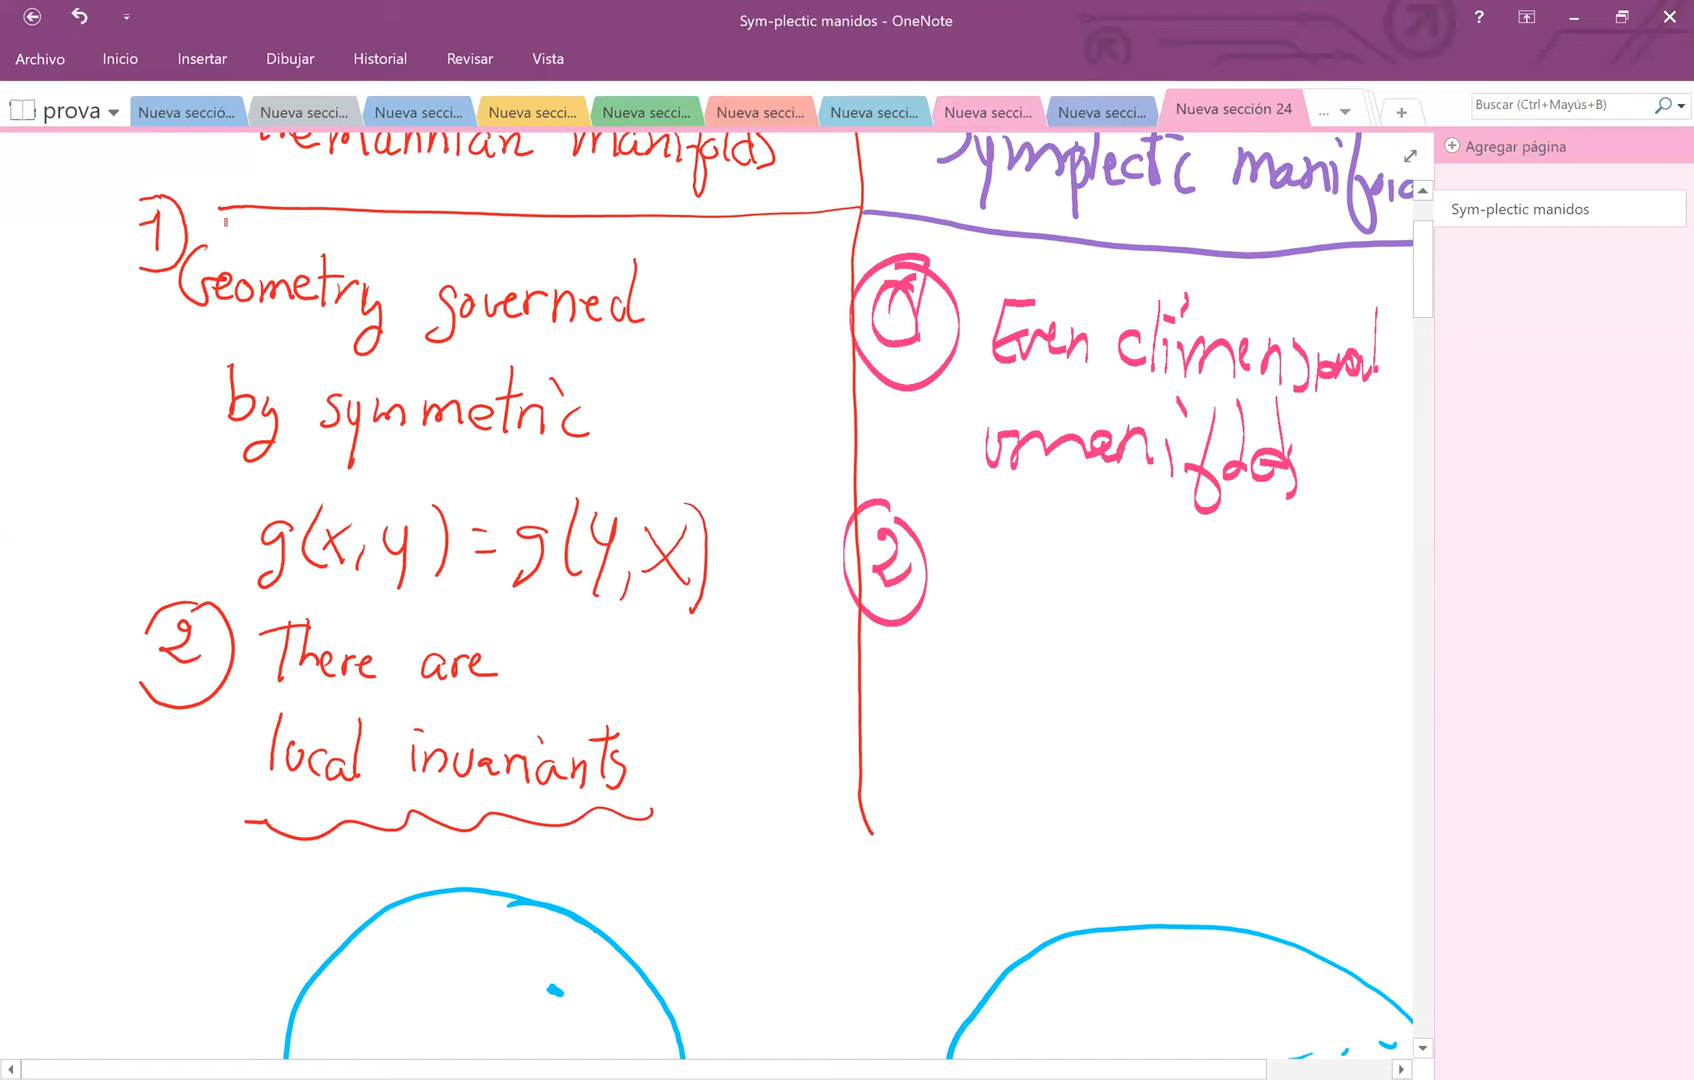 Sym-plectic manidos - OneNote
?
Archivo Inicio Insertar Dibujar Historial Revisar Vista
prova
Nueva secció...
Nueva secci...
Nueva secci...
Nueva secci...
Nueva secci...
Nueva secci...
Nueva secci...
Nueva secci...
Nueva secci...
Nueva sección 24
...
+
Buscar (Ctrl+Mayús+B)
Agregar página
Sym-plectic manidos
Riemannian manifolds
1
Geometry governed
by symmetric
g(x,y) = g(y,x)
2 There are
local invariants
Symplectic manifolds
1 Even dimensional
manifolds
2